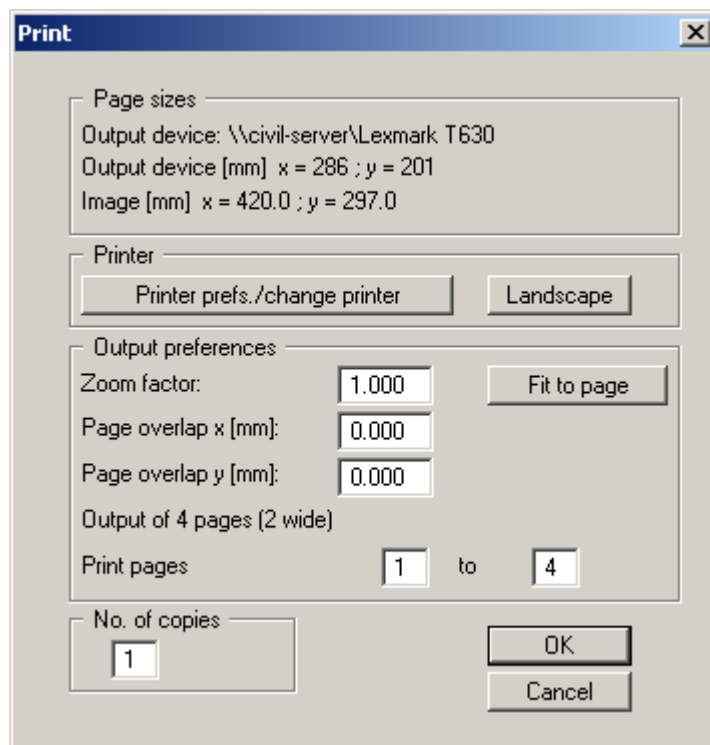 Print
Page sizes
Output device: \\civil-server\Lexmark T630
Output device [mm]  x = 286 ; y = 201
Image [mm]  x = 420.0 ; y = 297.0
Printer
Printer prefs./change printer
Landscape
Output preferences
Zoom factor: 1.000 Fit to page
Page overlap x [mm]: 0.000
Page overlap y [mm]: 0.000
Output of 4 pages (2 wide)
Print pages 1 to 4
No. of copies
1
OK
Cancel